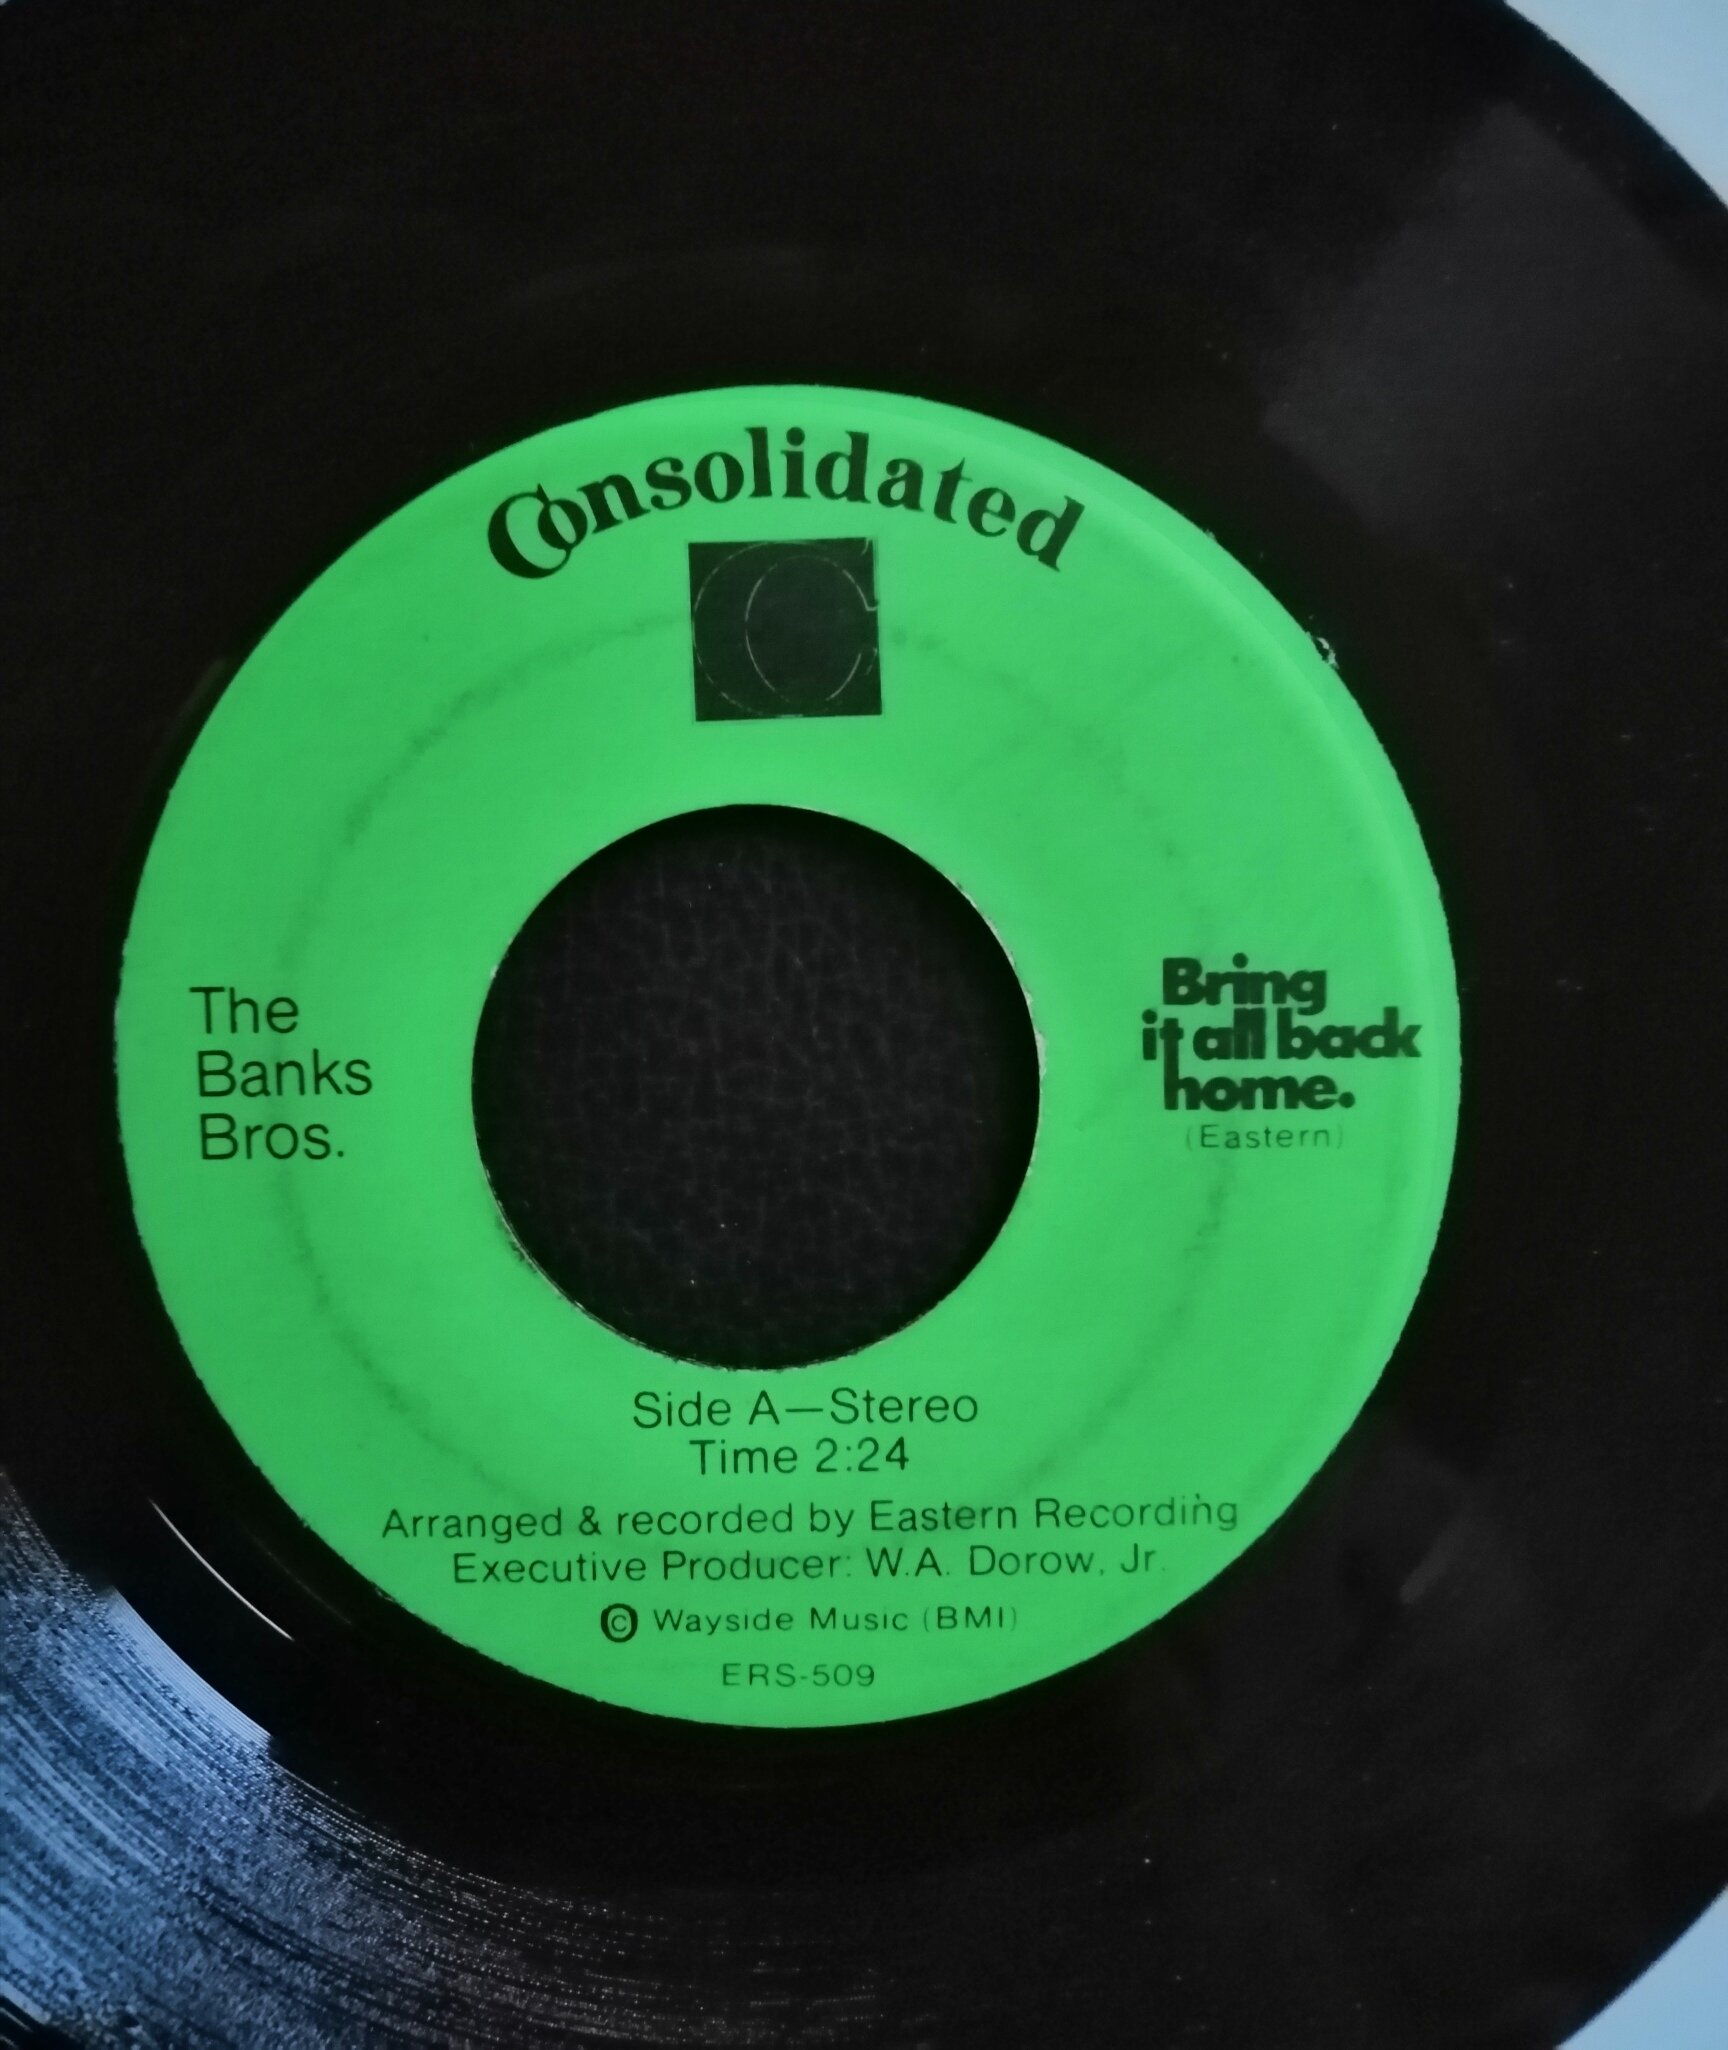 Consolidated
C
The
Banks
Bros.
Bring
it all back
home.
(Eastern)
Side A—Stereo
Time 2:24
Arranged & recorded by Eastern Recording
Executive Producer: W.A. Dorow, Jr.
© Wayside Music (BMI)
ERS-509